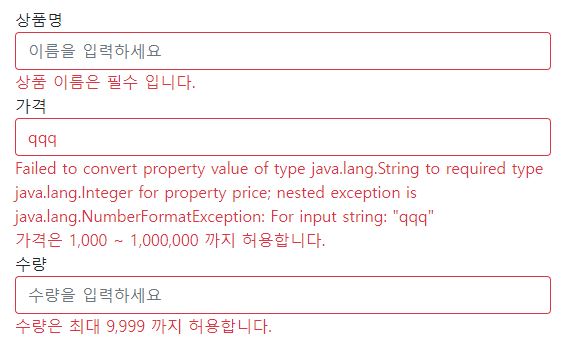 상품명
이름을 입력하세요
상품 이름은 필수 입니다.
가격
qqq
Failed to convert property value of type java.lang.String to required type
java.lang.Integer for property price; nested exception is
java.lang.NumberFormatException: For input string: "qqq"
가격은 1,000 ~ 1,000,000 까지 허용합니다.
수량
수량을 입력하세요
수량은 최대 9,999 까지 허용합니다.